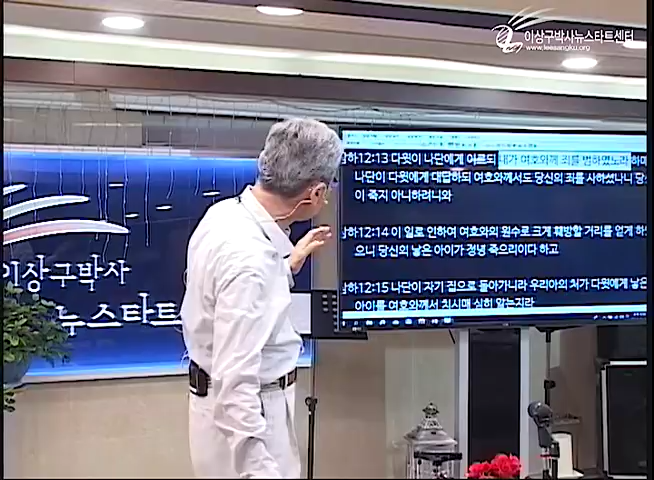 이상구박사뉴스타트센터
www.leesangku.org
삼하12:13 다윗이 나단에게 이르되 내가 여호와께 죄를 범하였노라 하매
나단이 다윗에게 대답하되 여호와께서도 당신의 죄를 사하셨나니 당
이 죽지 아니하려니와
삼하12:14 이 일로 인하여 여호와의 원수로 크게 훼방할 거리를 얻게 하
으니 당신의 낳은 아이가 정녕 죽으리이다 하고
삼하12:15 나단이 자기 집으로 돌아가니라 우리아의 처가 다윗에게 낳은
아이를 여호와께서 치시매 심히 앓는지라
이상구박사
뉴스타트